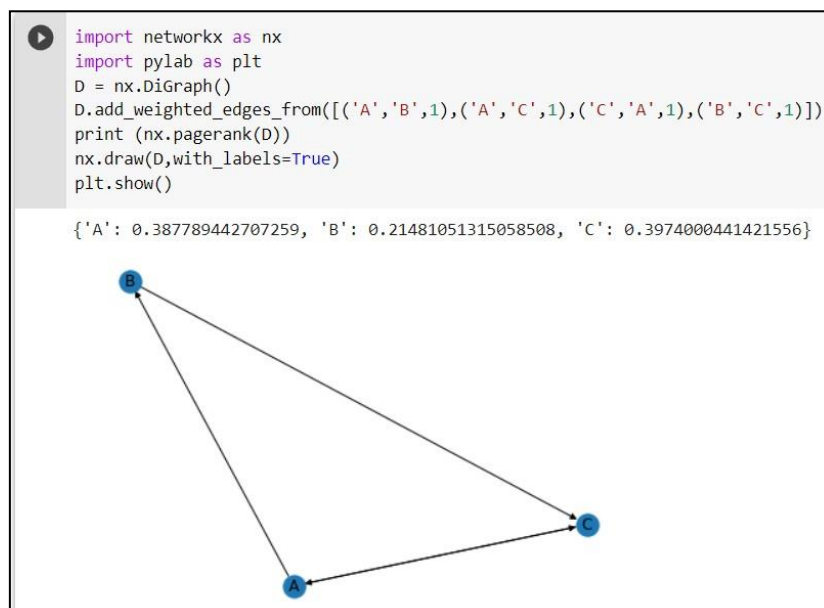 import networkx as nx
import pylab as plt
D = nx.DiGraph()
D.add_weighted_edges_from([('A','B',1),('A','C',1),('C','A',1),('B','C',1)])
print (nx.pagerank(D))
nx.draw(D,with_labels=True)
plt.show()
{'A': 0.387789442707259, 'B': 0.21481051315058508, 'C': 0.3974000441421556}
B
C
A